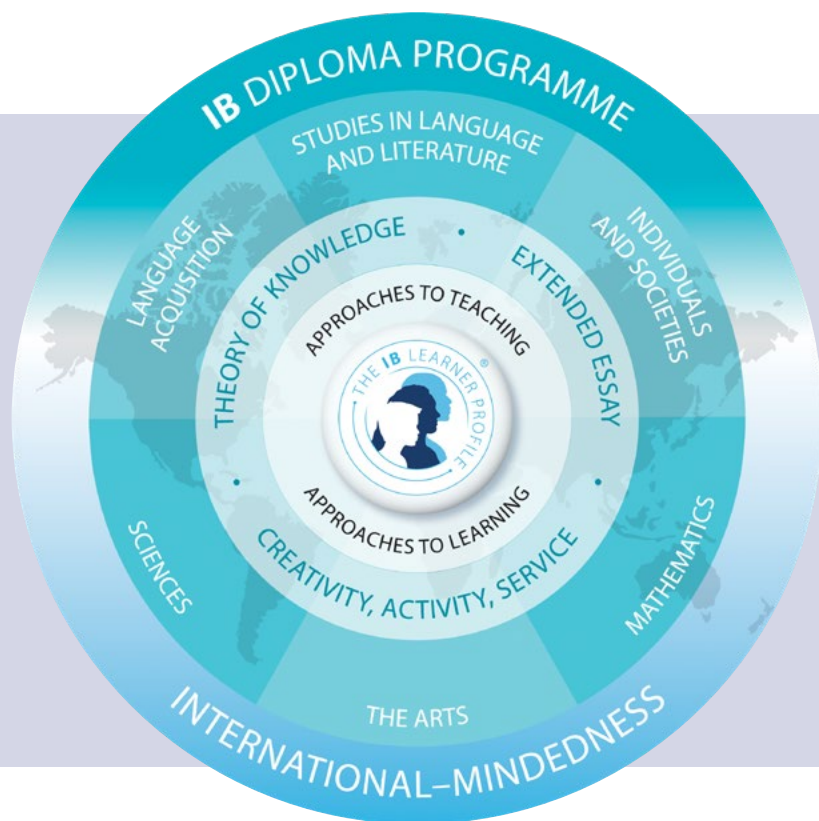 IB DIPLOMA PROGRAMME
STUDIES IN LANGUAGE
AND LITERATURE
LANGUAGE
ACQUISITION
INDIVIDUALS
AND SOCIETIES
THEORY OF KNOWLEDGE
•
EXTENDED ESSAY
APPROACHES TO TEACHING
• THE IB LEARNER PROFILE •
®
APPROACHES TO LEARNING
•
CREATIVITY, ACTIVITY, SERVICE
•
SCIENCES
MATHEMATICS
THE ARTS
INTERNATIONAL–MINDEDNESS